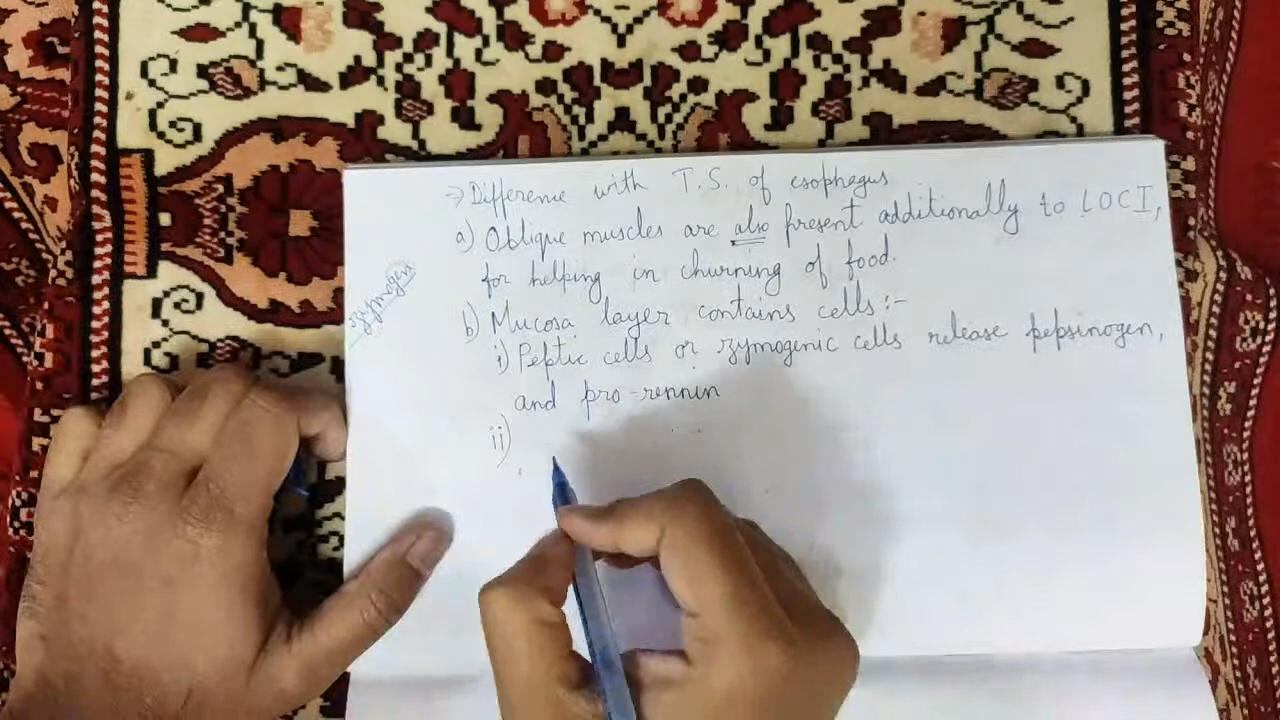 → Difference with T.S. of esophagus
a) Oblique muscles are also present additionally to LOCI,
for helping in churning of food.
b) Mucosa layer contains cells:-
i) Peptic cells or zymogenic cells release pepsinogen,
and pro-rennin
ii)